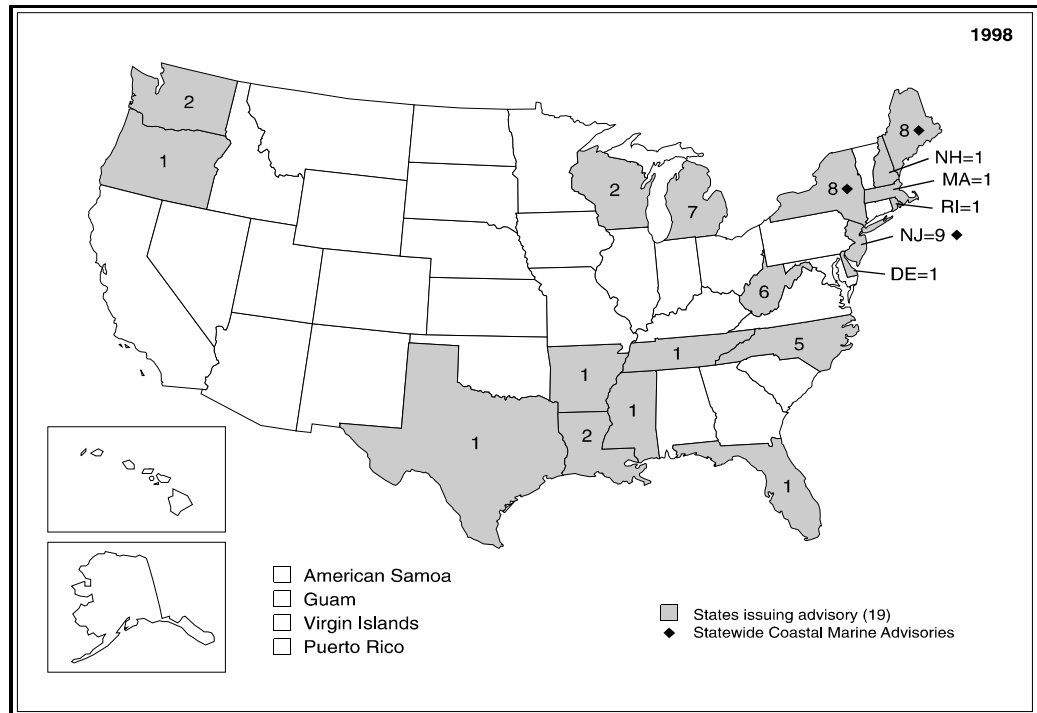 1998
2
1
2
7
8
NH=1
MA=1
8
RI=1
NJ=9
DE=1
6
5
1
1
1
2
1
1
American Samoa
Guam
Virgin Islands
Puerto Rico
States issuing advisory (19)
Statewide Coastal Marine Advisories